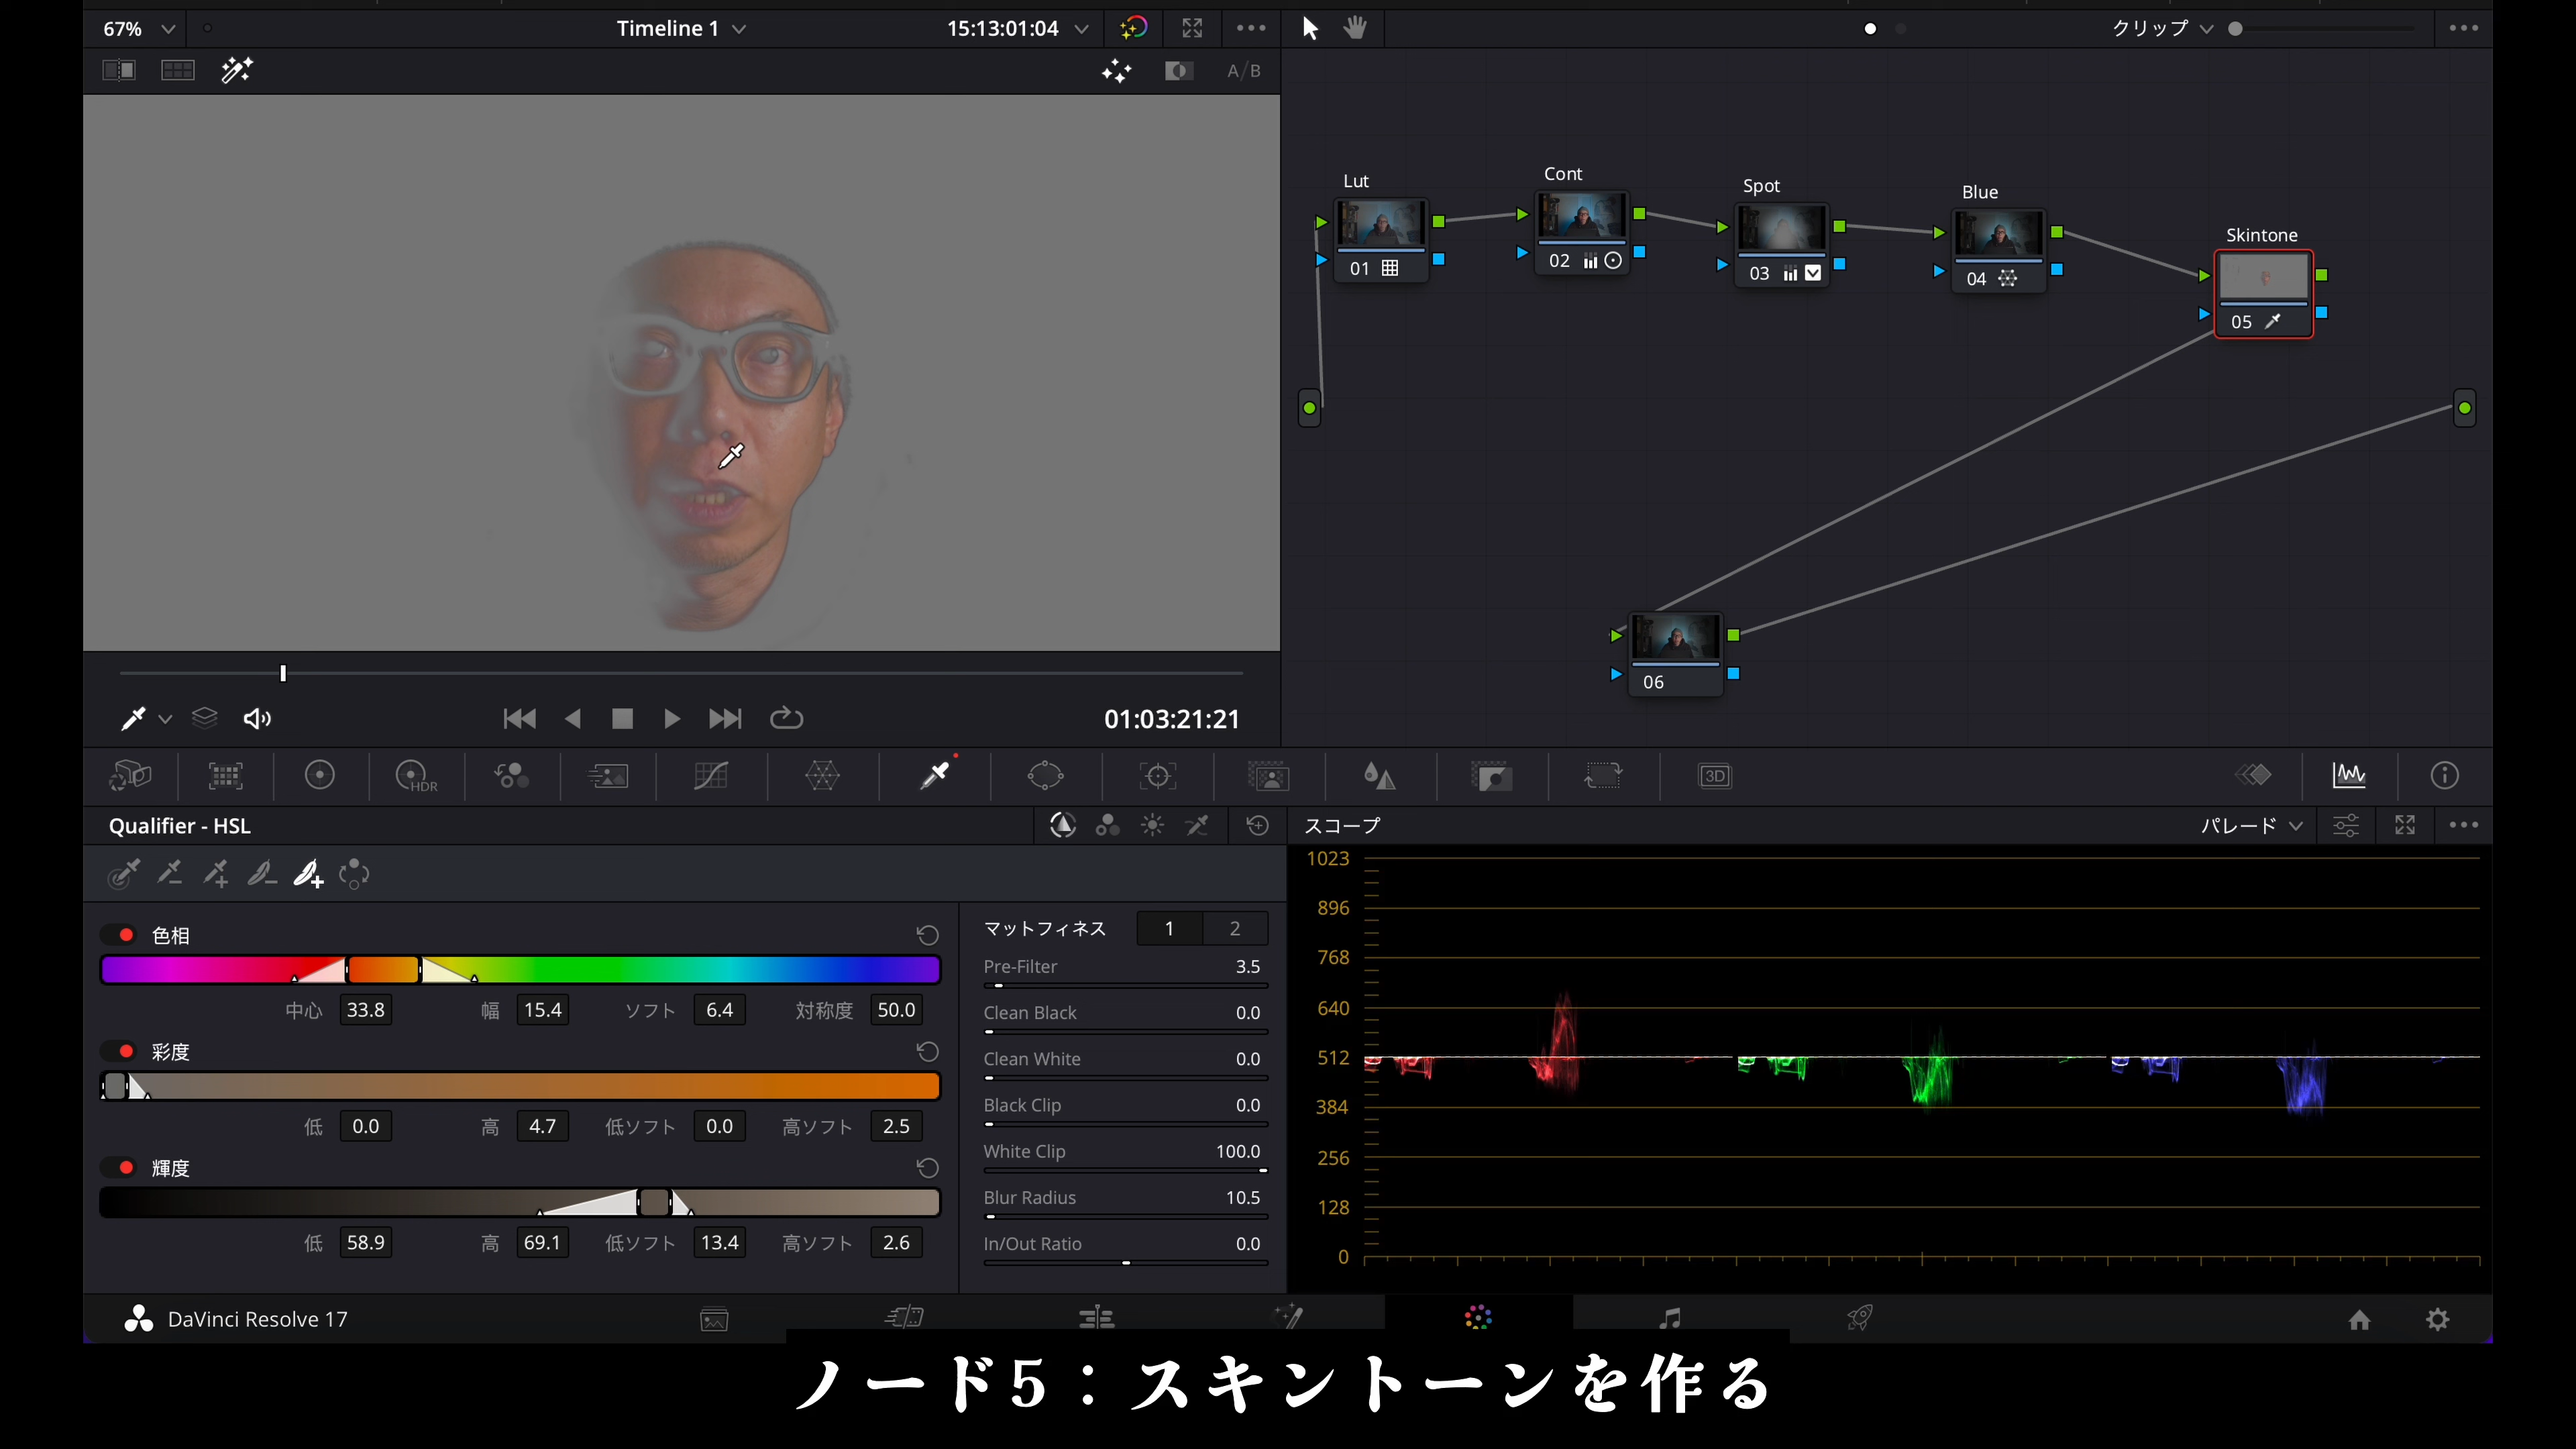 67%
Timeline 1
15:13:01:04
クリップ
A/B
Lut
01
Cont
02
Spot
03
Blue
04
Skintone
05
06
01:03:21:21
HDR
3D
Qualifier - HSL
スコープ
パレード
色相
中心 33.8 幅 15.4 ソフト 6.4 対称度 50.0
彩度
低 0.0 高 4.7 低ソフト 0.0 高ソフト 2.5
輝度
低 58.9 高 69.1 低ソフト 13.4 高ソフト 2.6
マットフィネス 1 2
Pre-Filter 3.5
Clean Black 0.0
Clean White 0.0
Black Clip 0.0
White Clip 100.0
Blur Radius 10.5
In/Out Ratio 0.0
1023
896
768
640
512
384
256
128
0
DaVinci Resolve 17
ノード5：スキントーンを作る